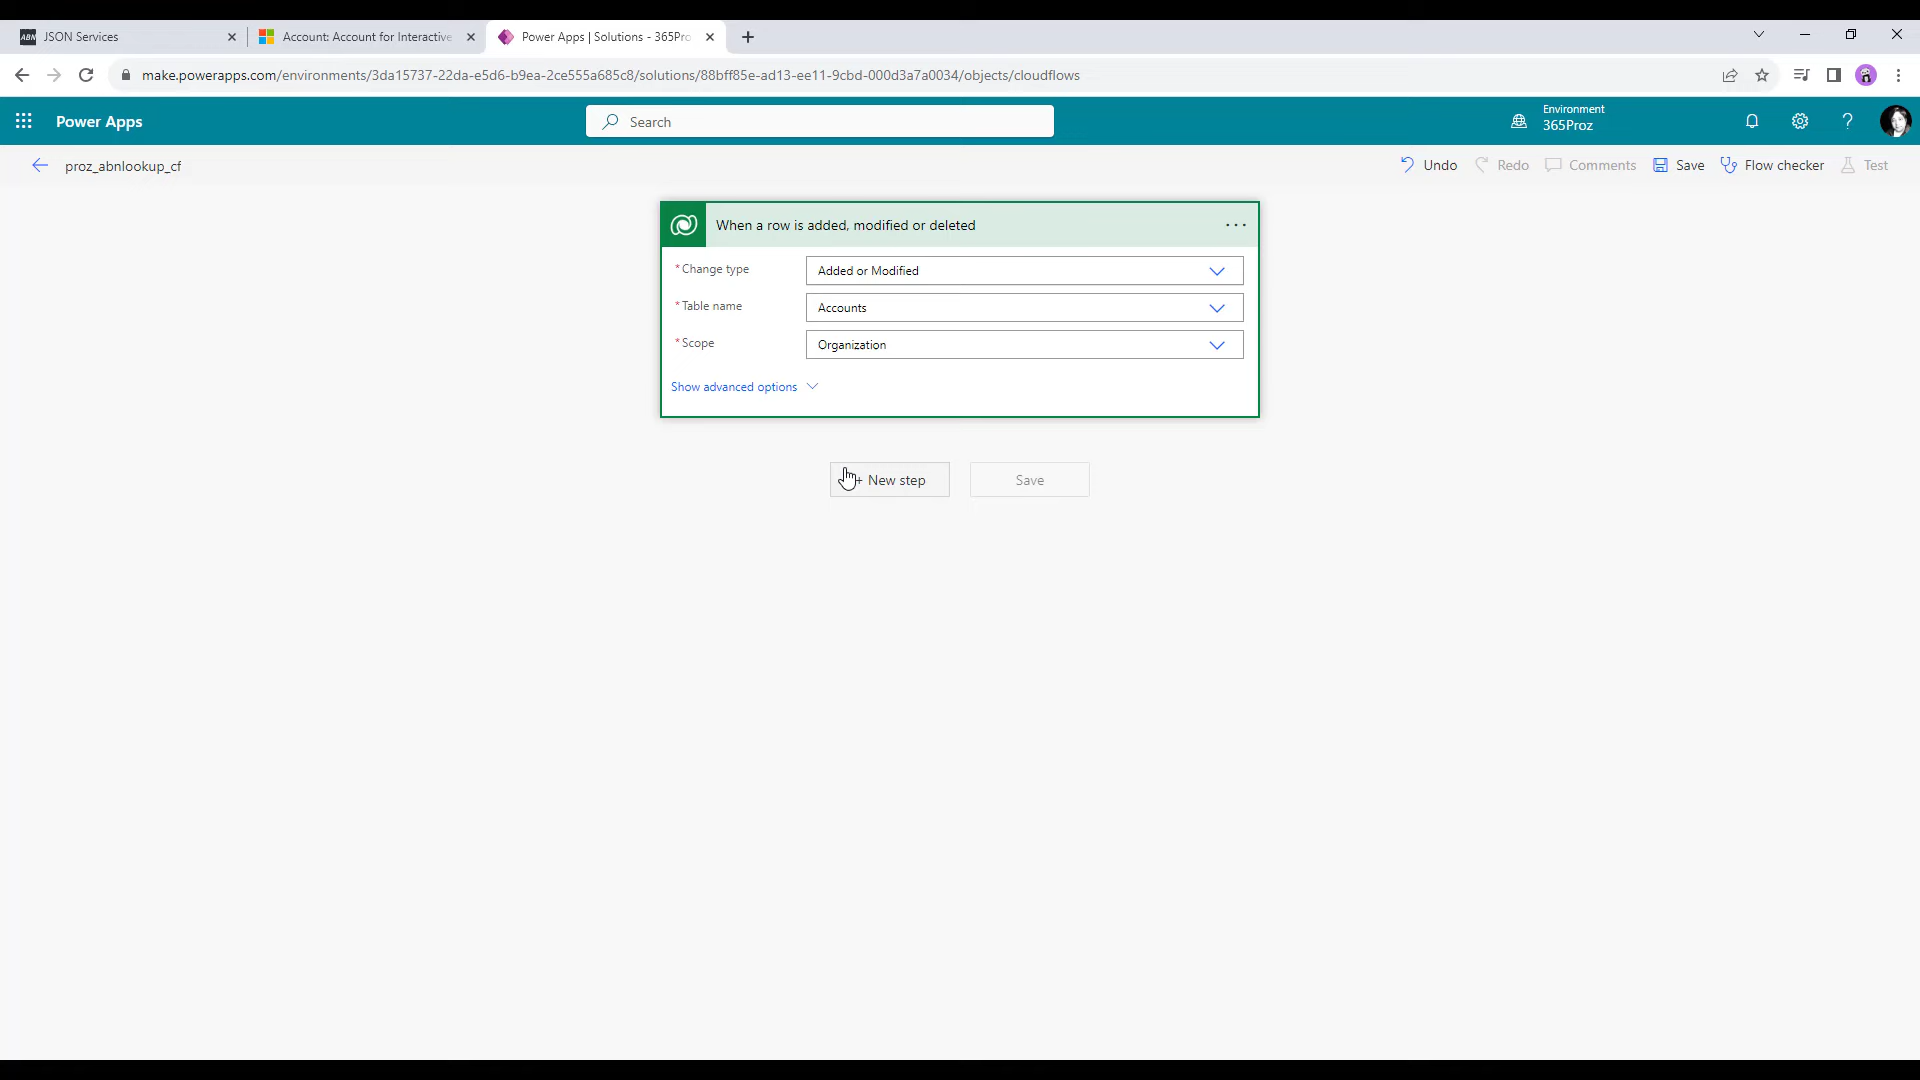 ABN JSON Services
Account: Account for Interactive
Power Apps | Solutions - 365Pro
make.powerapps.com/environments/3da15737-22da-e5d6-b9ea-2ce555a685c8/solutions/88bff85e-ad13-ee11-9cbd-000d3a7a0034/objects/cloudflows
Power Apps
Search
Environment
365Proz
proz_abnlookup_cf
Undo
Redo
Comments
Save
Flow checker
Test
When a row is added, modified or deleted
* Change type
Added or Modified
* Table name
Accounts
* Scope
Organization
Show advanced options
+ New step
Save